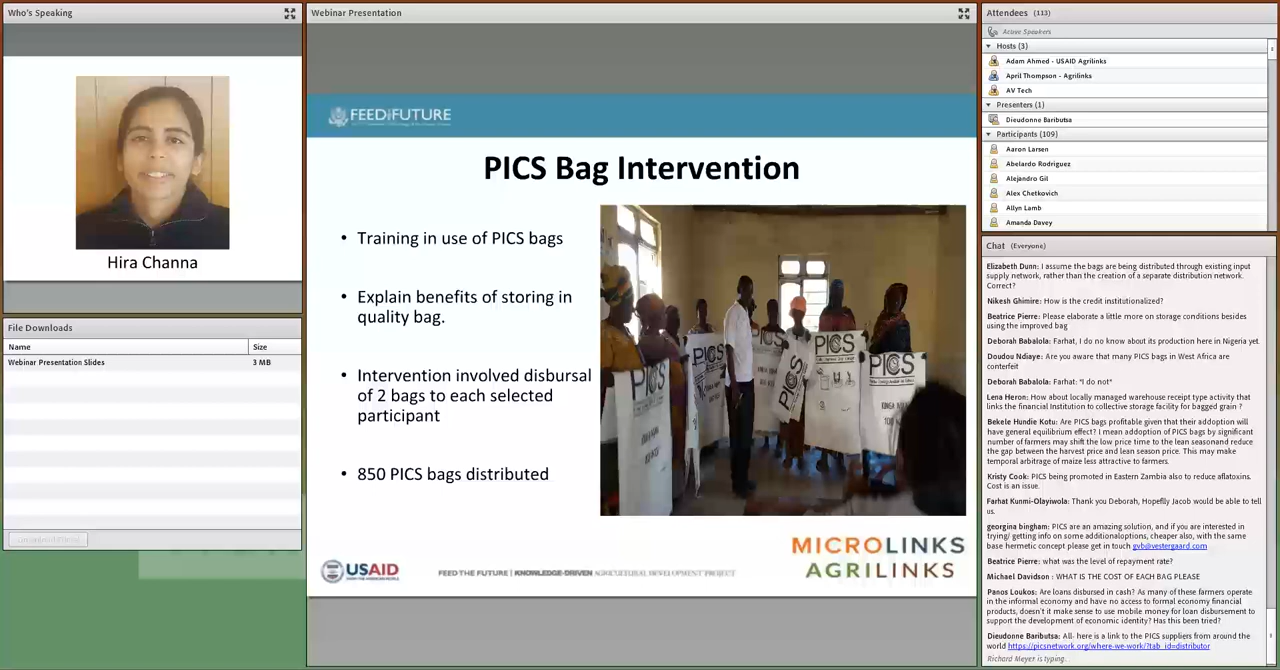 Who's Speaking
Hira Channa
File Downloads
Name Size
Webinar Presentation Slides 3 MB
Webinar Presentation
FEED THE FUTURE
PICS Bag Intervention
• Training in use of PICS bags
• Explain benefits of storing in
quality bag.
• Intervention involved disbursal
of 2 bags to each selected
participant
• 850 PICS bags distributed
PICS
PICS
PICS
PICS
PICS
USAID
FEED THE FUTURE | KNOWLEDGE-DRIVEN AGRICULTURAL DEVELOPMENT PROJECT
MICROLINKS
AGRILINKS
Attendees (113)
Active Speakers
Hosts (3)
Adam Ahmed - USAID Agrilinks
April Thompson - Agrilinks
AV Tech
Presenters (1)
Dieudonne Baributsa
Participants (109)
Aaron Larsen
Abelardo Rodriguez
Alejandro Gil
Alex Chetkovich
Allyn Lamb
Amanda Davey
Chat (Everyone)
Elizabeth Dunn: I assume the bags are being distributed through existing input
supply network, rather than the creation of a separate distribution network.
Correct?
Nikesh Ghimire: How is the credit institutionalized?
Beatrice Pierre: Please elaborate a little more on storage conditions besides
using the improved bag
Deborah Babalola: Farhat, I do no know about its production here in Nigeria yet.
Doudou Ndiaye: Are you aware that many PICS bags in West Africa are
conterfeit
Deborah Babalola: Farhat: *I do not*
Lena Heron: How about locally managed warehouse receipt type activity that
links the financial Institution to collective storage facility for bagged grain ?
Bekele Hundie Kotu: Are PICS bags profitable given that their addoption will
have general equilibrium effect? I mean addoption of PICS bags by significant
number of farmers may shift the low price time to the lean seasonand reduce
the gap between the harvest price and lean season price. This may make
temporal arbitrage of maize less attractive to farmers.
Kristy Cook: PICS being promoted in Eastern Zambia also to reduce aflatoxins.
Cost is an issue.
Farhat Kunmi-Olayiwola: Thank you Deborah, Hopeflly Jacob would be able to tell
us.
georgina bingham: PICS are an amazing solution, and if you are interested in
trying/ getting info on some additionaloptions, cheaper also, with the same
base hermetic concept please get in touch gvb@vestergaard.com
Beatrice Pierre: what was the level of repayment rate?
Michael Davidson : WHAT IS THE COST OF EACH BAG PLEASE
Panos Loukos: Are loans disbursed in cash? As many of these farmers operate
in the informal economy and have no access to formal economy financial
products, doesn't it make sense to use mobile money for loan disbursement to
support the development of economic identity? Has this been tried?
Dieudonne Baributsa: All- here is a link to the PICS suppliers from around the
world https://picsnetwork.org/where-we-work/?tab_id=distributor
Richard Meyer is typing.